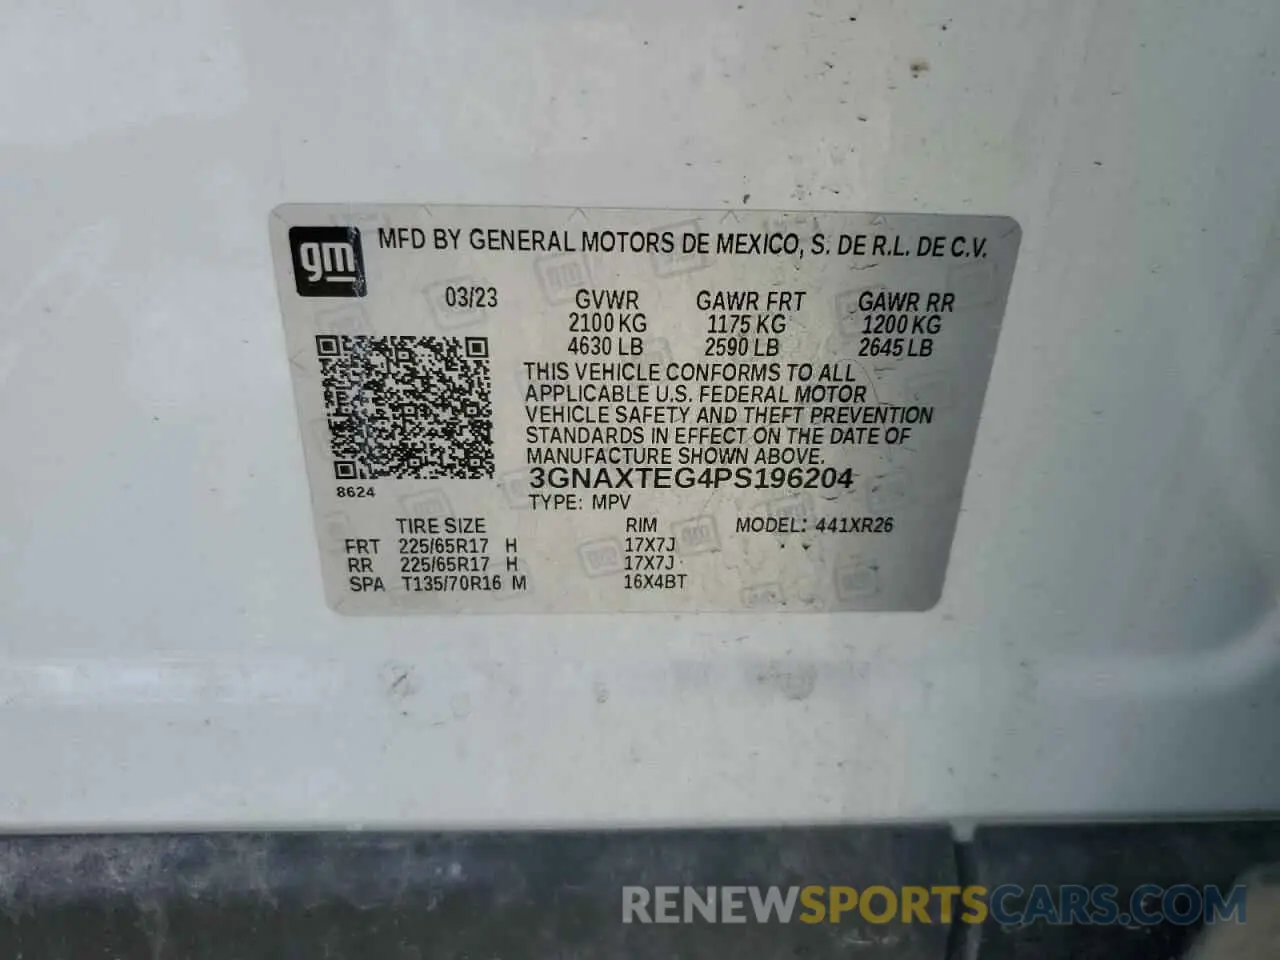 gm
MFD BY GENERAL MOTORS DE MEXICO, S. DE R.L. DE C.V.
03/23 GVWR GAWR FRT GAWR RR
2100 KG 1175 KG 1200 KG
4630 LB 2590 LB 2645 LB
THIS VEHICLE CONFORMS TO ALL
APPLICABLE U.S. FEDERAL MOTOR
VEHICLE SAFETY AND THEFT PREVENTION
STANDARDS IN EFFECT ON THE DATE OF
MANUFACTURE SHOWN ABOVE.
3GNAXTEG4PS196204
8624
TYPE: MPV
TIRE SIZE RIM MODEL: 441XR26
FRT 225/65R17 H 17X7J
RR 225/65R17 H 17X7J
SPA T135/70R16 M 16X4BT
RENEWSPORTSCARS.COM